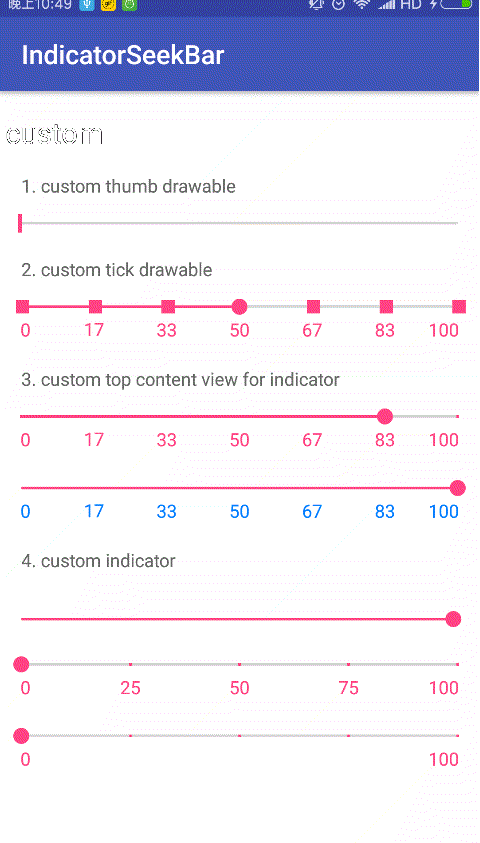 晚上10:49 HD
IndicatorSeekBar
custom
1. custom thumb drawable
2. custom tick drawable
0 17 33 50 67 83 100
3. custom top content view for indicator
0 17 33 50 67 83 100
0 17 33 50 67 83 100
4. custom indicator
0 25 50 75 100
0 100